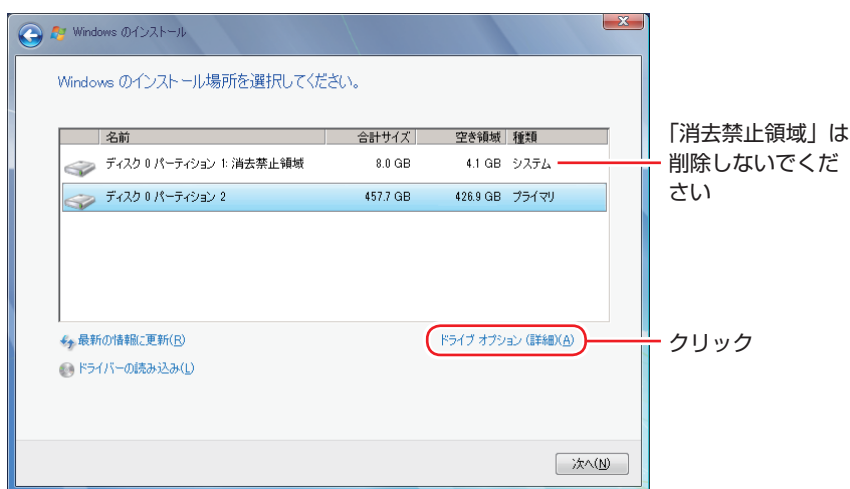 Windows のインストール
Windows のインストール場所を選択してください。
名前 合計サイズ 空き領域 種類
ディスク 0 パーティション 1: 消去禁止領域 8.0 GB 4.1 GB システム
ディスク 0 パーティション 2 457.7 GB 426.9 GB プライマリ
「消去禁止領域」は
削除しないでくだ
さい
最新の情報に更新(R) ドライブ オプション (詳細)(A)
クリック
ドライバーの読み込み(L)
次へ(N)